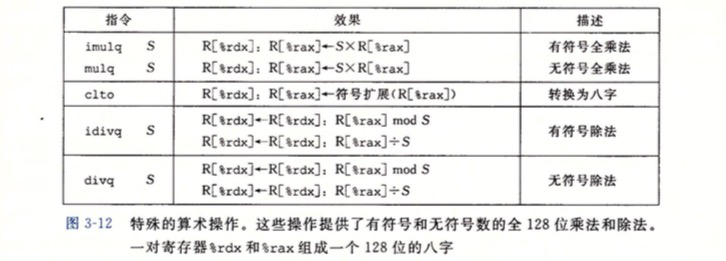 指令 效果 描述
imulq S R[%rdx]：R[%rax]←S×R[%rax] 有符号全乘法
mulq S R[%rdx]：R[%rax]←S×R[%rax] 无符号全乘法
clto R[%rdx]：R[%rax]←符号扩展(R[%rax]) 转换为八字
idivq S R[%rdx]←R[%rdx]：R[%rax] mod S 有符号除法
R[%rdx]←R[%rdx]：R[%rax]÷S
divq S R[%rdx]←R[%rdx]：R[%rax] mod S 无符号除法
R[%rdx]←R[%rdx]：R[%rax]÷S
图 3-12 特殊的算术操作。这些操作提供了有符号和无符号数的全 128 位乘法和除法。
一对寄存器%rdx 和%rax 组成一个 128 位的八字